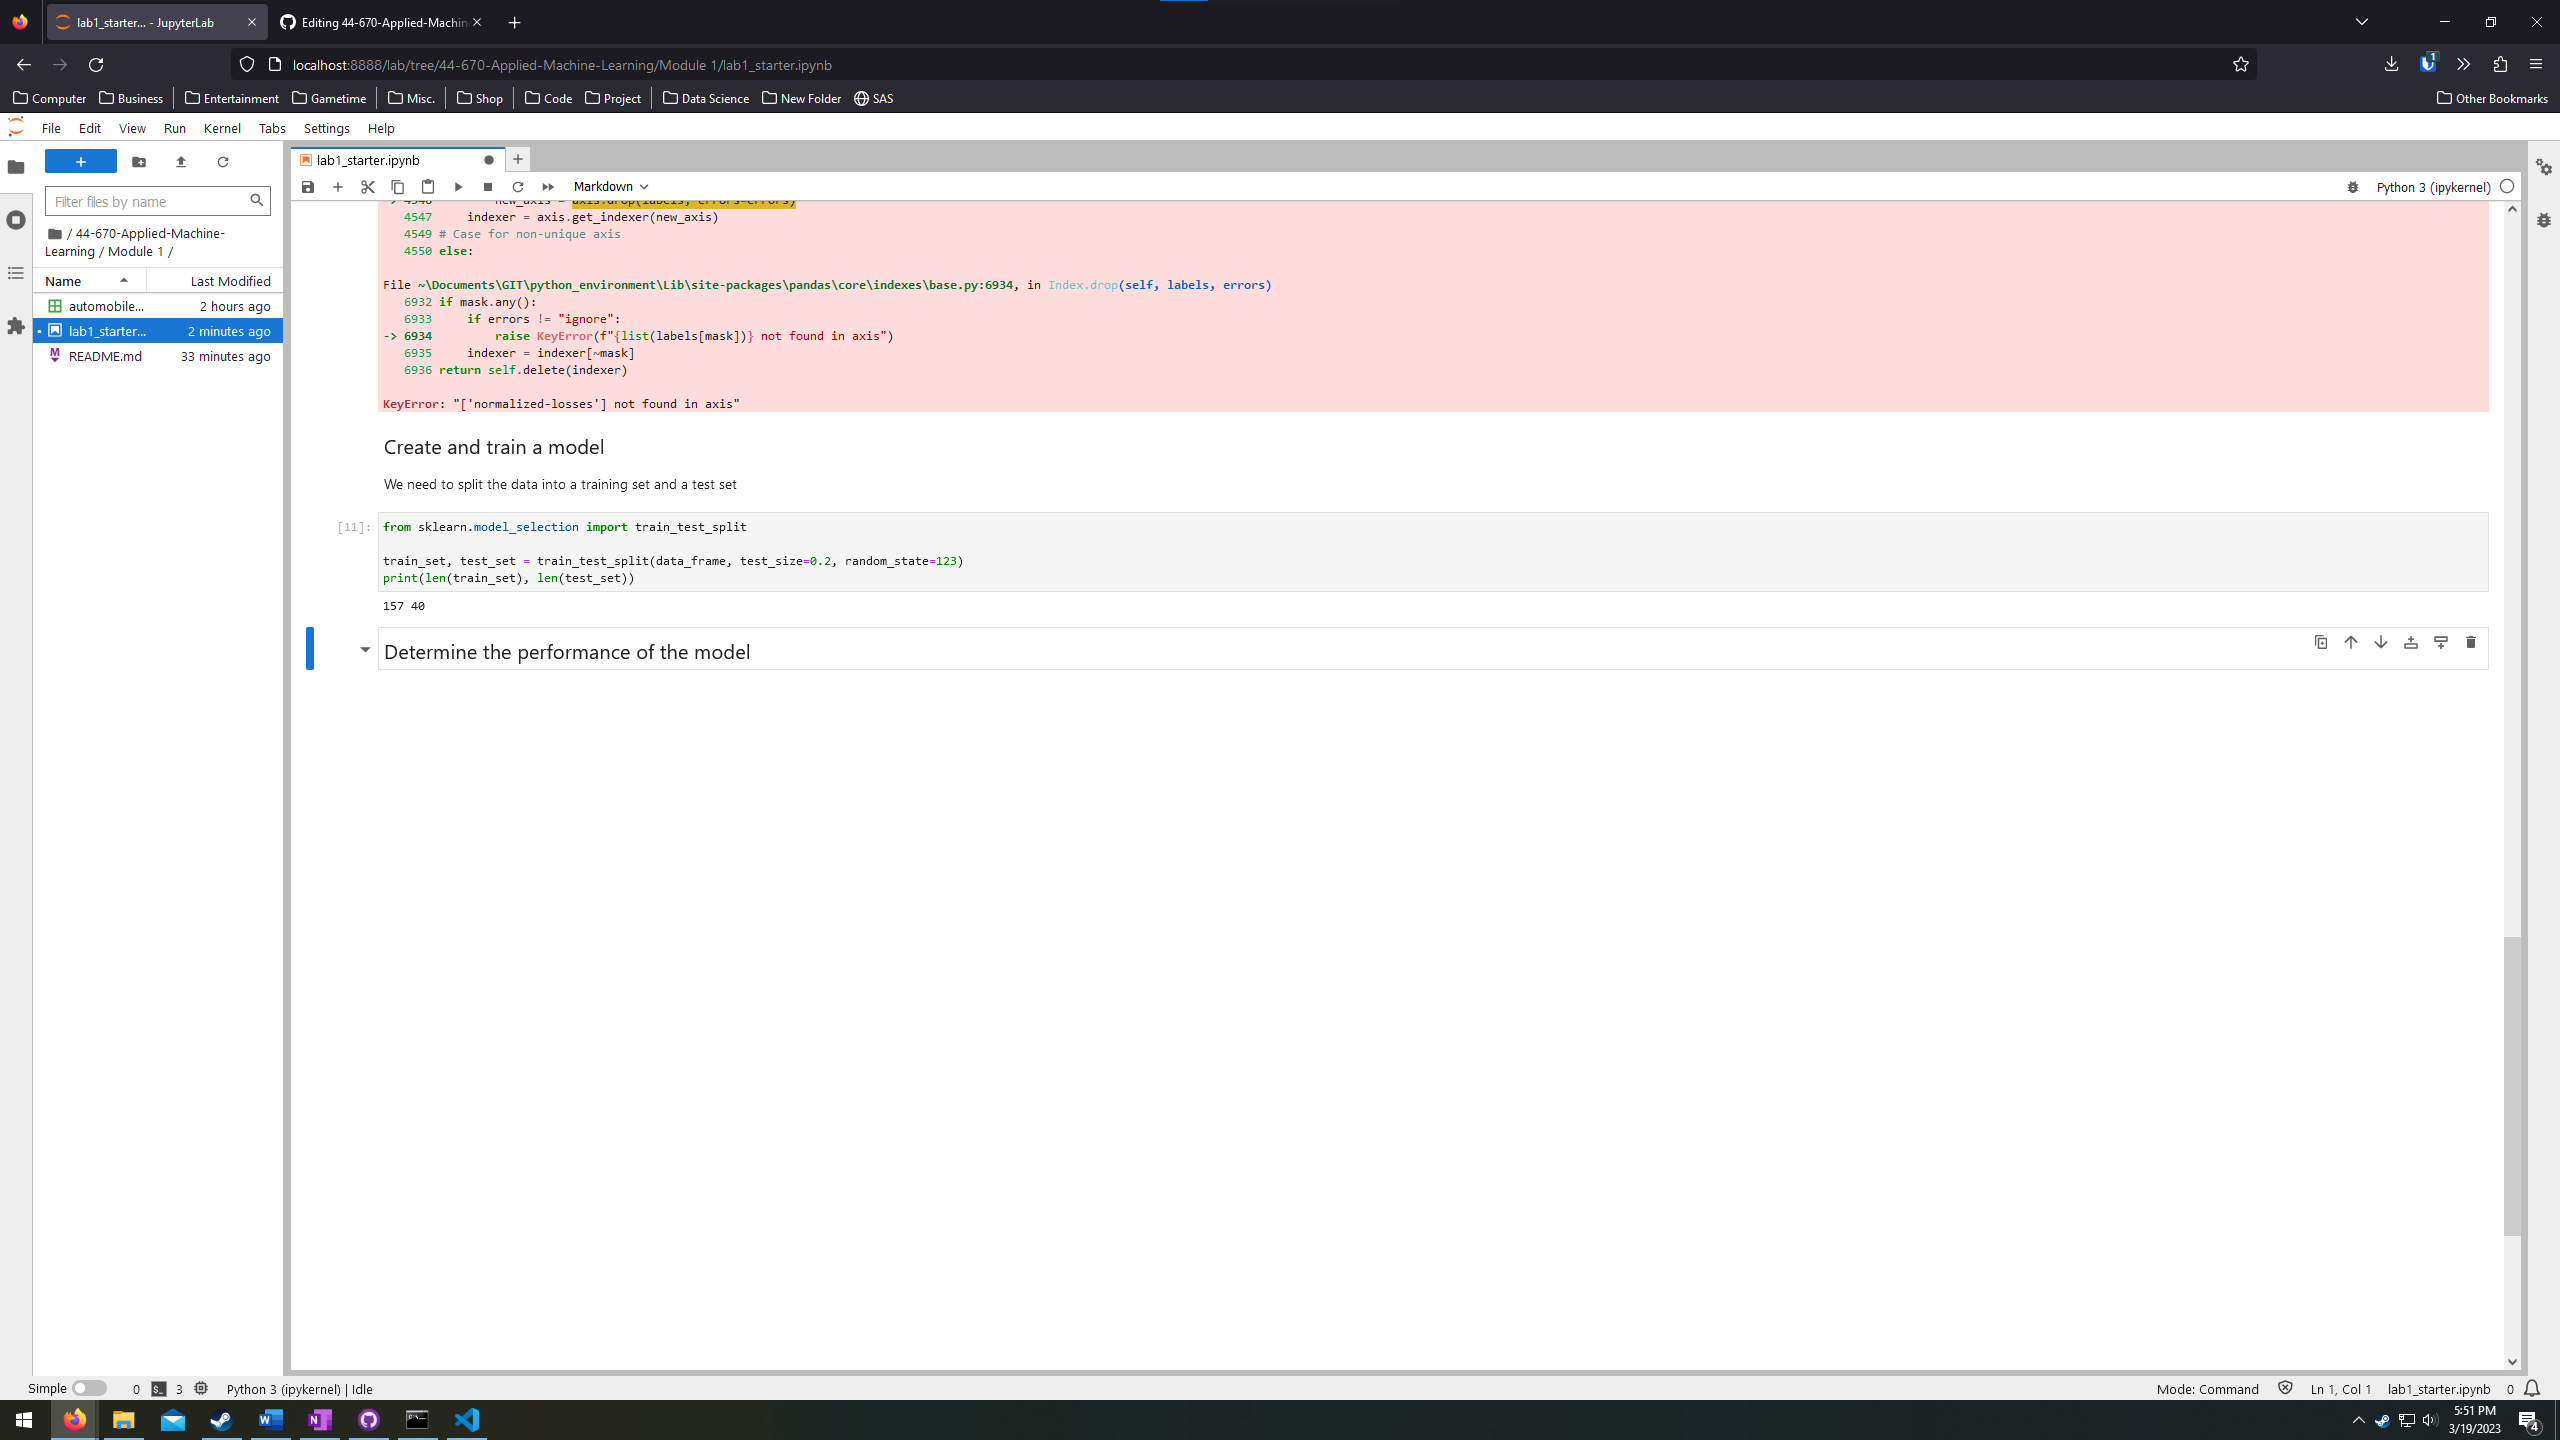 lab1_starter... - JupyterLab
Editing 44-670-Applied-Machin
localhost:8888/lab/tree/44-670-Applied-Machine-Learning/Module 1/lab1_starter.ipynb
1
Computer Business Entertainment Gametime Misc. Shop Code Project Data Science New Folder SAS Other Bookmarks
File Edit View Run Kernel Tabs Settings Help
lab1_starter.ipynb
Markdown
Python 3 (ipykernel)
Filter files by name
/ 44-670-Applied-Machine-
Learning / Module 1 /
Name Last Modified
automobile... 2 hours ago
lab1_starter... 2 minutes ago
README.md 33 minutes ago
-> 4546 new_axis = axis.drop(labels, errors=errors)
4547 indexer = axis.get_indexer(new_axis)
4549 # Case for non-unique axis
4550 else:
File ~\Documents\GIT\python_environment\Lib\site-packages\pandas\core\indexes\base.py:6934, in Index.drop(self, labels, errors)
6932 if mask.any():
6933 if errors != "ignore":
-> 6934 raise KeyError(f"{list(labels[mask])} not found in axis")
6935 indexer = indexer[~mask]
6936 return self.delete(indexer)
KeyError: "['normalized-losses'] not found in axis"
Create and train a model
We need to split the data into a training set and a test set
[11]: from sklearn.model_selection import train_test_split
train_set, test_set = train_test_split(data_frame, test_size=0.2, random_state=123)
print(len(train_set), len(test_set))
157 40
Determine the performance of the model
Simple 0 3 Python 3 (ipykernel) | Idle
Mode: Command Ln 1, Col 1 lab1_starter.ipynb 0
5:51 PM
3/19/2023
4